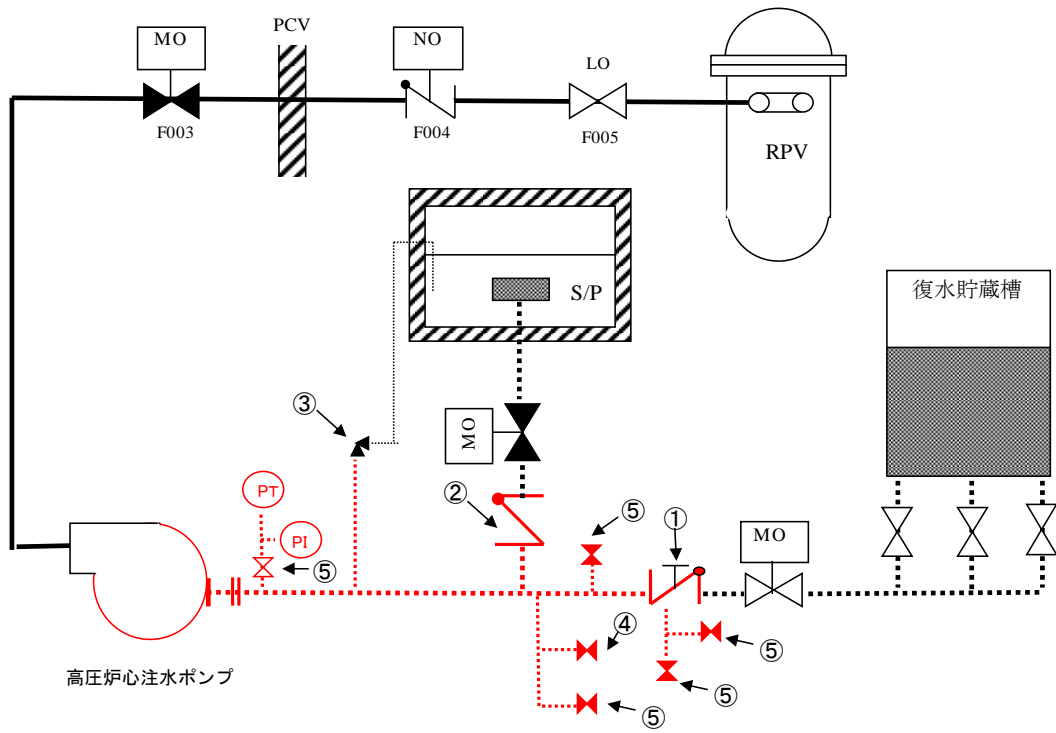 PCV
MO
NO
LO
F003
F004
F005
RPV
S/P
復水貯蔵槽
③
MO
②
⑤
①
MO
PT
PI
⑤
④
⑤
⑤
⑤
高圧炉心注水ポンプ